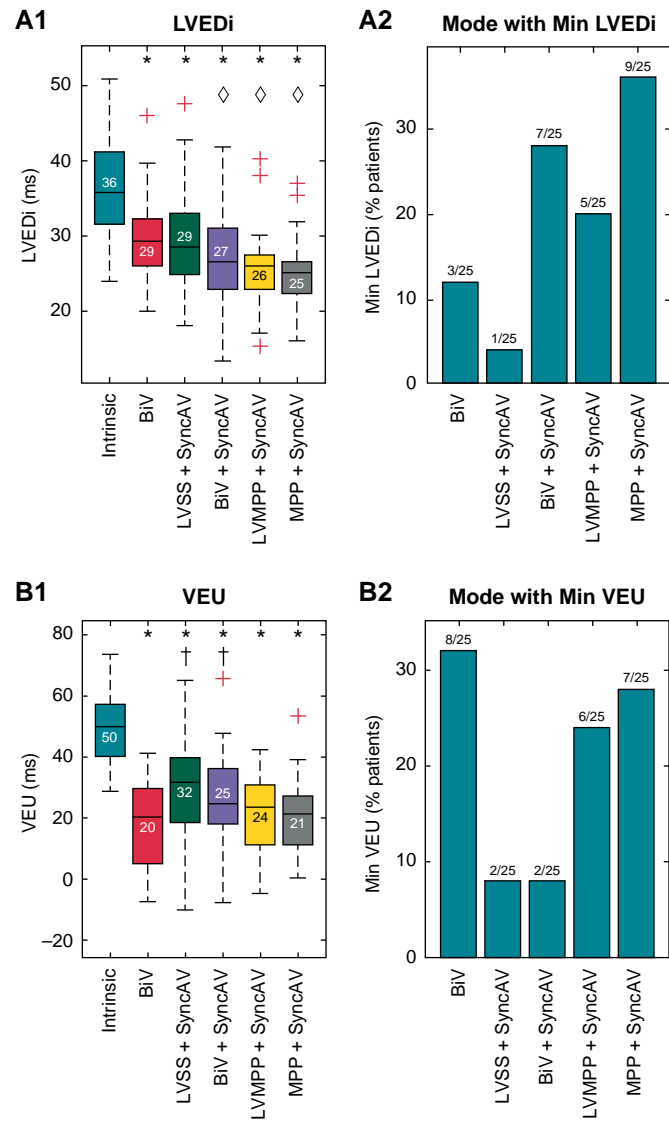 A1
LVEDi
* * * * *
◊ ◊ ◊
50
40
30
20
LVEDi (ms)
36
29
29
27
26
25
Intrinsic
BiV
LVSS + SyncAV
BiV + SyncAV
LVMPP + SyncAV
MPP + SyncAV
A2
Mode with Min LVEDi
30
20
10
0
Min LVEDi (% patients)
3/25
1/25
7/25
5/25
9/25
BiV
LVSS + SyncAV
BiV + SyncAV
LVMPP + SyncAV
MPP + SyncAV
B1
VEU
* * * * *
† †
80
60
40
20
0
–20
VEU (ms)
50
20
32
25
24
21
Intrinsic
BiV
LVSS + SyncAV
BiV + SyncAV
LVMPP + SyncAV
MPP + SyncAV
B2
Mode with Min VEU
30
20
10
0
Min VEU (% patients)
8/25
2/25
2/25
6/25
7/25
BiV
LVSS + SyncAV
BiV + SyncAV
LVMPP + SyncAV
MPP + SyncAV